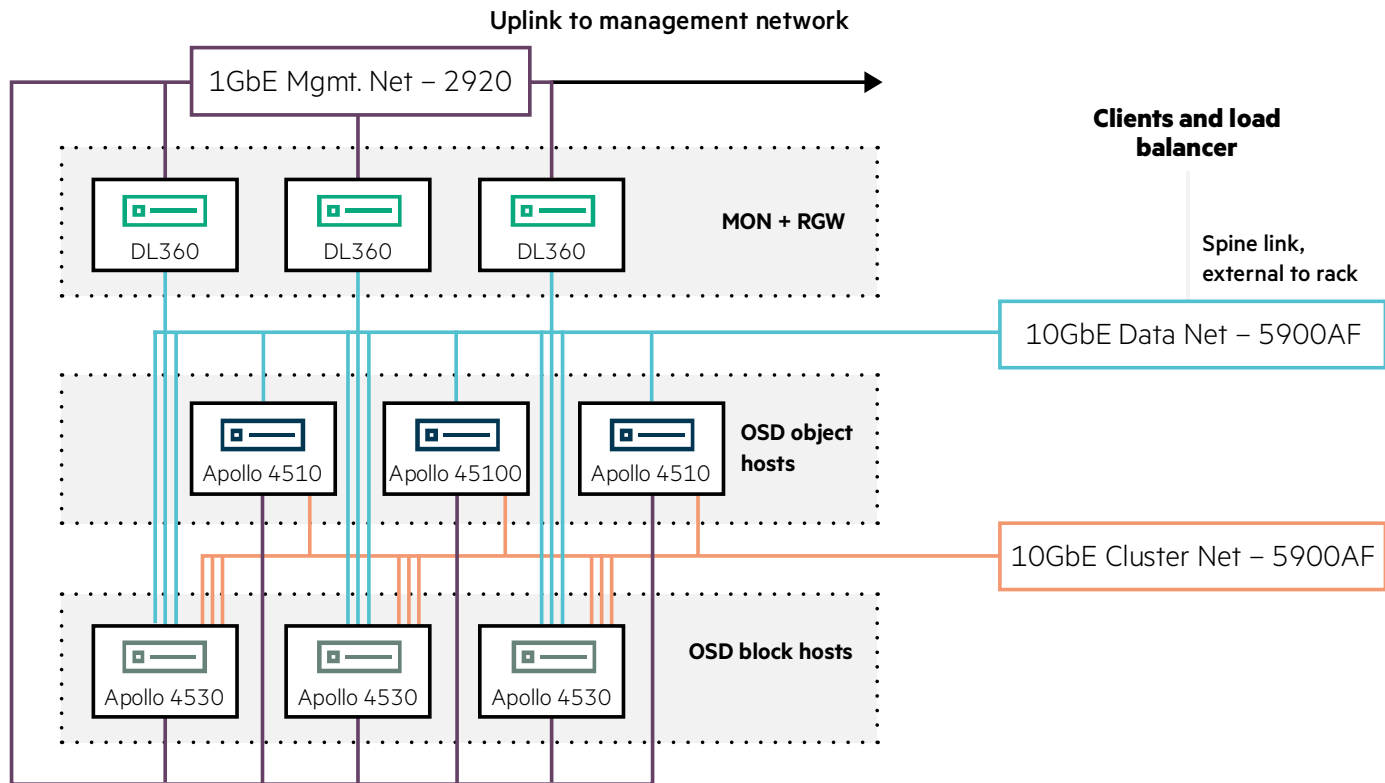 Uplink to management network
1GbE Mgmt. Net – 2920
Clients and load
balancer
DL360
DL360
DL360
MON + RGW
Spine link,
external to rack
10GbE Data Net – 5900AF
Apollo 4510
Apollo 45100
Apollo 4510
OSD object
hosts
10GbE Cluster Net – 5900AF
Apollo 4530
Apollo 4530
Apollo 4530
OSD block hosts